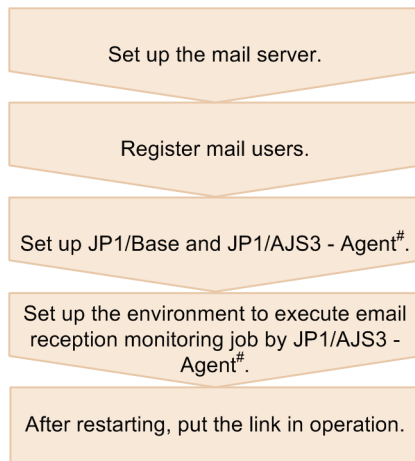 Set up the mail server.
Register mail users.
Set up JP1/Base and JP1/AJS3 - Agent#.
Set up the environment to execute email
reception monitoring job by JP1/AJS3 -
Agent#.
After restarting, put the link in operation.